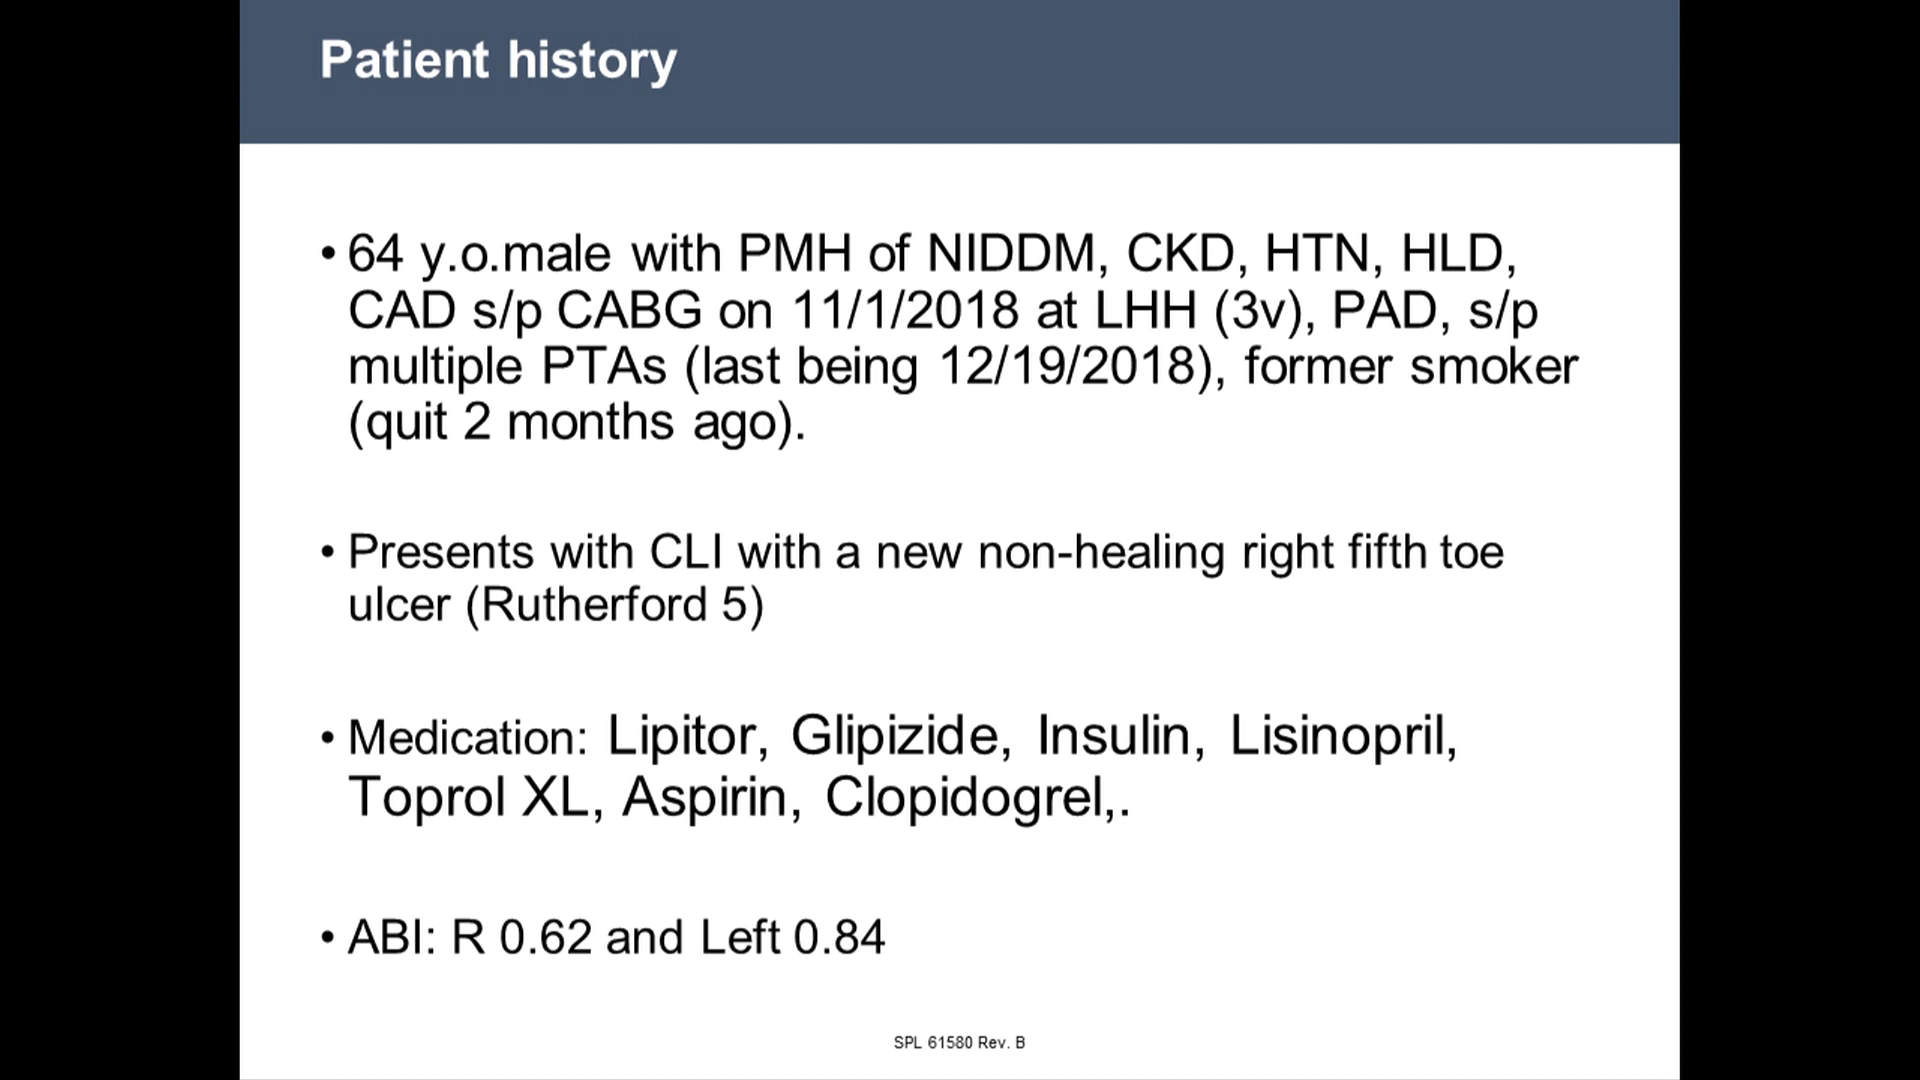 Patient history
• 64 y.o.male with PMH of NIDDM, CKD, HTN, HLD,
CAD s/p CABG on 11/1/2018 at LHH (3v), PAD, s/p
multiple PTAs (last being 12/19/2018), former smoker
(quit 2 months ago).
• Presents with CLI with a new non-healing right fifth toe
ulcer (Rutherford 5)
• Medication: Lipitor, Glipizide, Insulin, Lisinopril,
Toprol XL, Aspirin, Clopidogrel,.
• ABI: R 0.62 and Left 0.84
SPL 61580 Rev. B